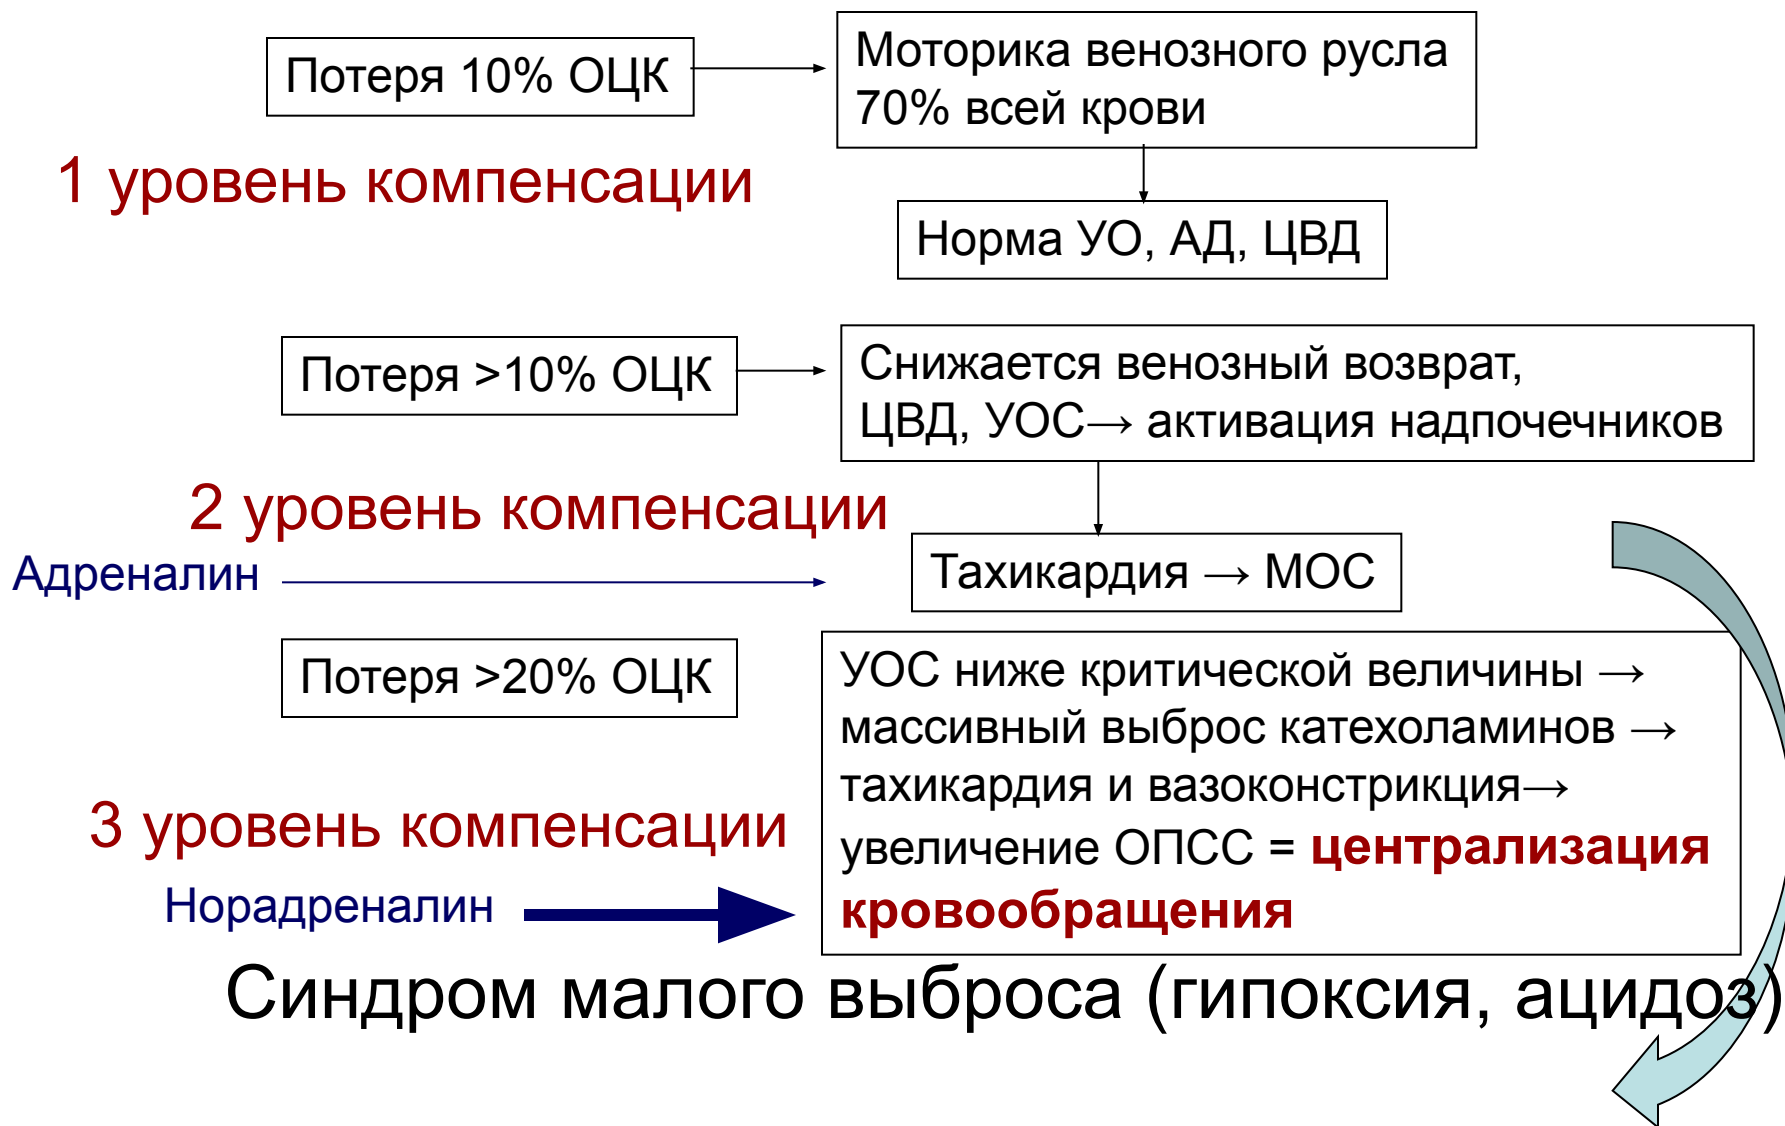 Потеря 10% ОЦК
Моторика венозного русла
70% всей крови
1 уровень компенсации
Норма УО, АД, ЦВД
Потеря >10% ОЦК
Снижается венозный возврат,
ЦВД, УОС→ активация надпочечников
2 уровень компенсации
Адреналин
Тахикардия → МОС
Потеря >20% ОЦК
УОС ниже критической величины →
массивный выброс катехоламинов →
тахикардия и вазоконстрикция→
увеличение ОПСС = централизация
кровообращения
3 уровень компенсации
Норадреналин
Синдром малого выброса (гипоксия, ацидоз)